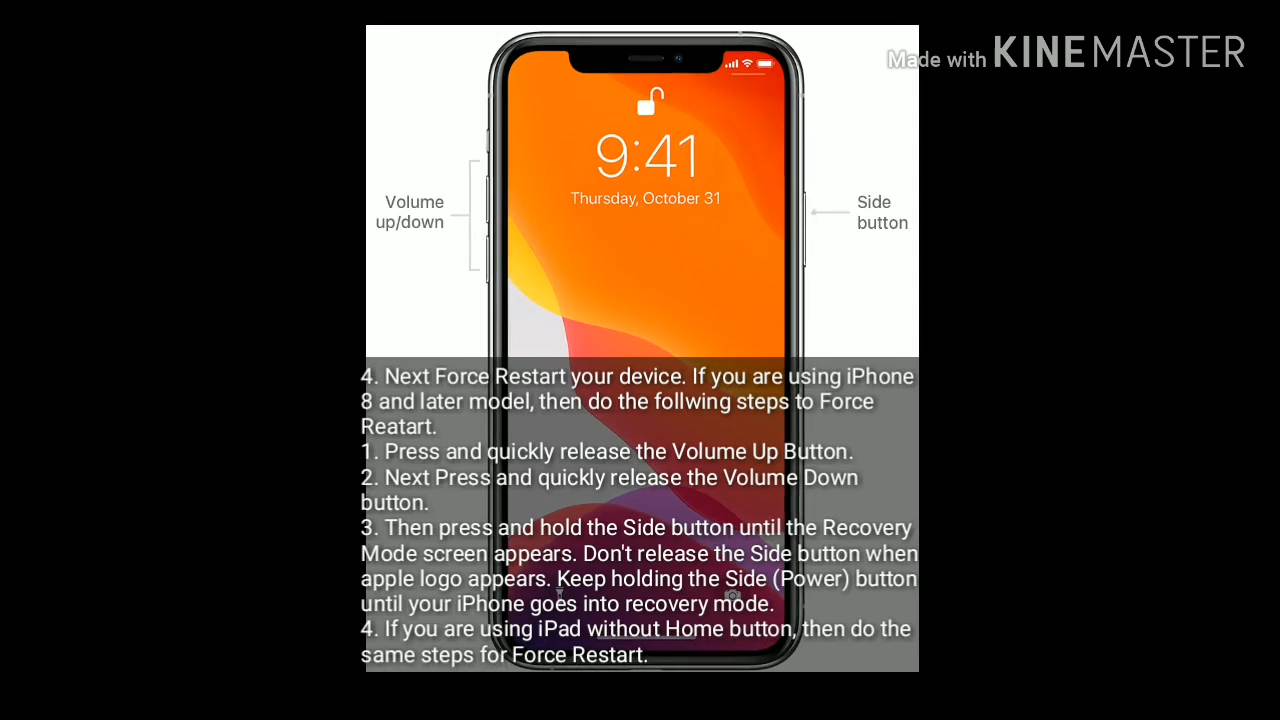 Made with KINEMASTER
9:41
Thursday, October 31
Volume
up/down
Side
button
4. Next Force Restart your device. If you are using iPhone
8 and later model, then do the follwing steps to Force
Reatart.
1. Press and quickly release the Volume Up Button.
2. Next Press and quickly release the Volume Down
button.
3. Then press and hold the Side button until the Recovery
Mode screen appears. Don't release the Side button when
apple logo appears. Keep holding the Side (Power) button
until your iPhone goes into recovery mode.
4. If you are using iPad without Home button, then do the
same steps for Force Restart.